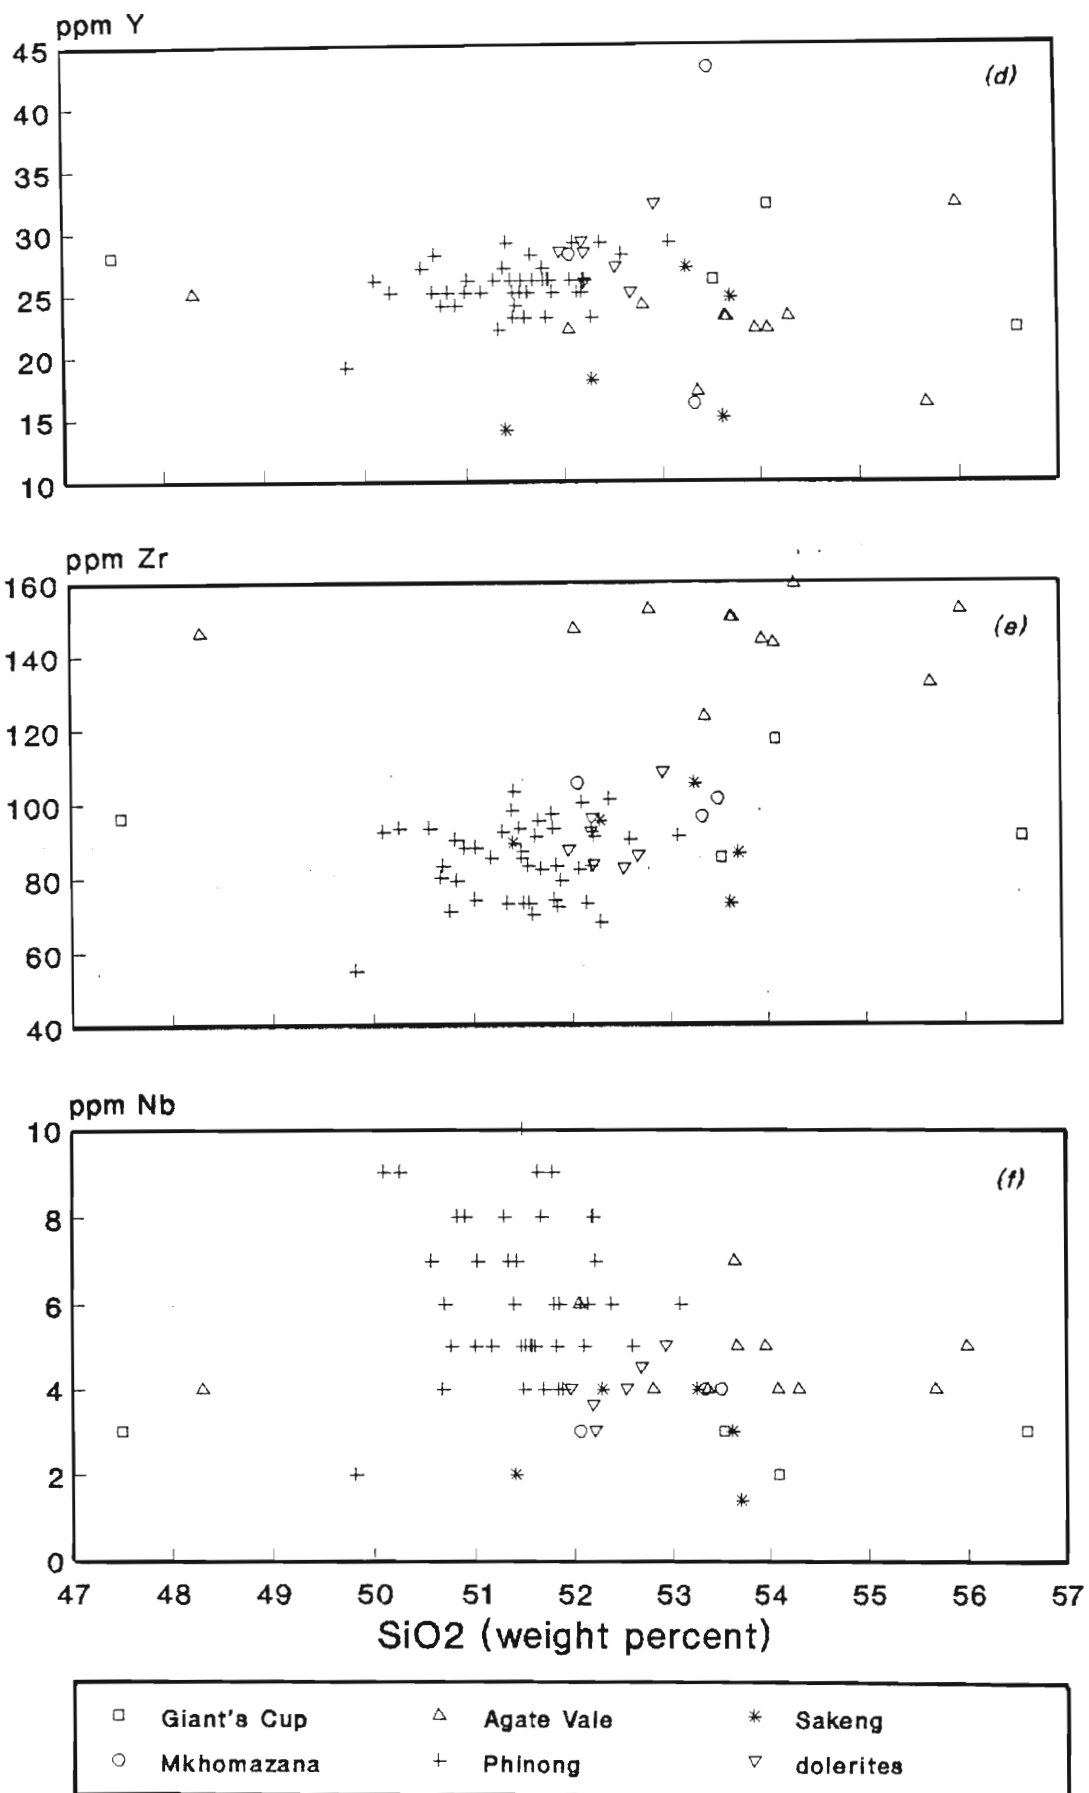 ppm Y
45
(d)
40
35
30
25
20
15
10
ppm Zr
160
(e)
140
120
100
80
60
40
ppm Nb
10
(f)
8
6
4
2
0
47 48 49 50 51 52 53 54 55 56 57
SiO2 (weight percent)
Giant's Cup Agate Vale Sakeng
Mkhomazana Phinong dolerites